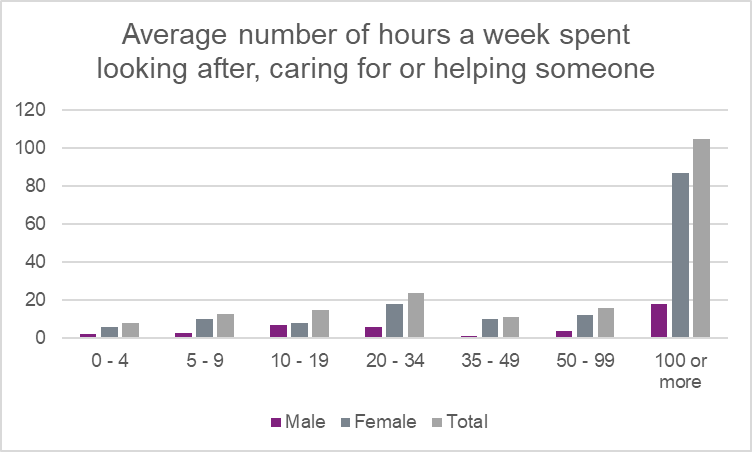 Average number of hours a week spent
looking after, caring for or helping someone
120
100
80
60
40
20
0
0 - 4 5 - 9 10 - 19 20 - 34 35 - 49 50 - 99 100 or
more
Male Female Total